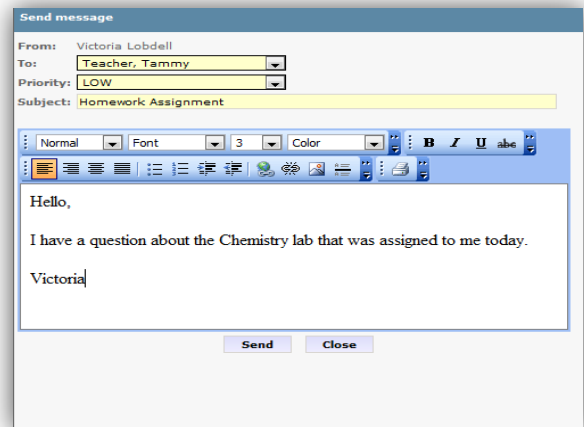 Send message
From: Victoria Lobdell
To: Teacher, Tammy
Priority: LOW
Subject: Homework Assignment
Normal Font 3 Color B I U abc
Hello,
I have a question about the Chemistry lab that was assigned to me today.
Victoria
Send Close